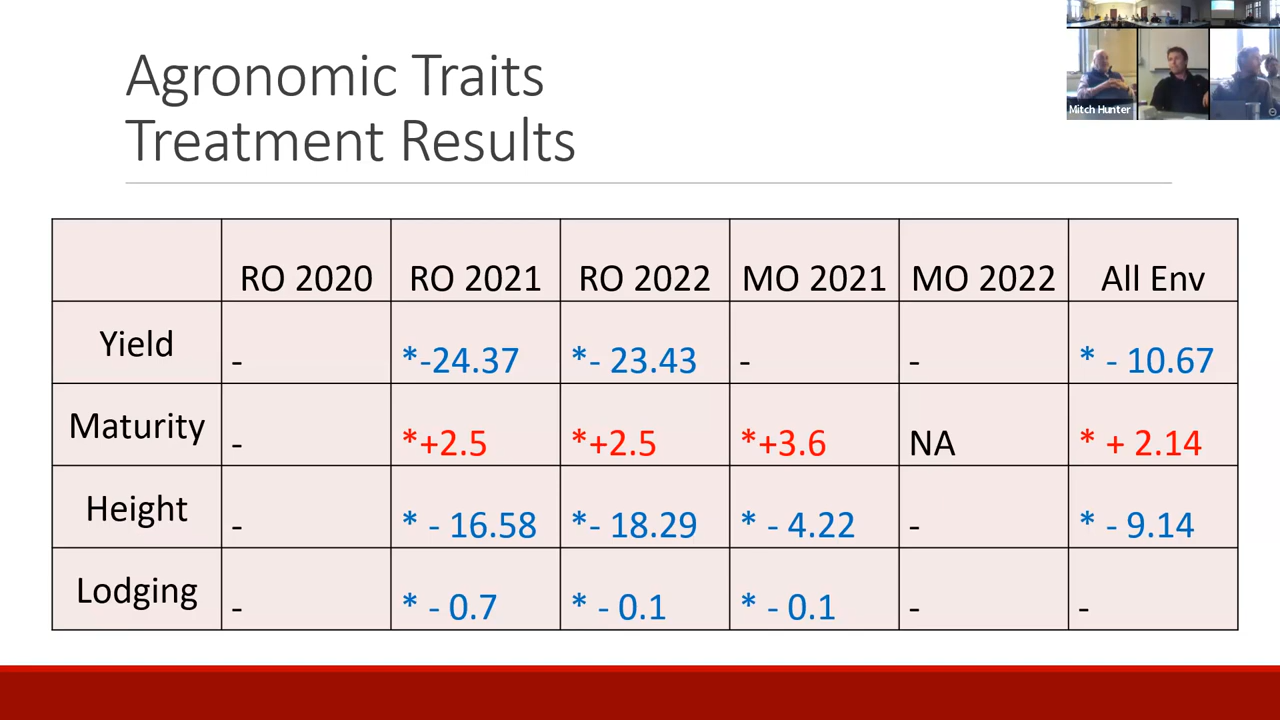 Agronomic Traits
Treatment Results
Mitch Hunter
RO 2020 RO 2021 RO 2022 MO 2021 MO 2022 All Env
Yield - *-24.37 *- 23.43 - - * - 10.67
Maturity - *+2.5 *+2.5 *+3.6 NA * + 2.14
Height - * - 16.58 *- 18.29 * - 4.22 - * - 9.14
Lodging - * - 0.7 * - 0.1 * - 0.1 - -